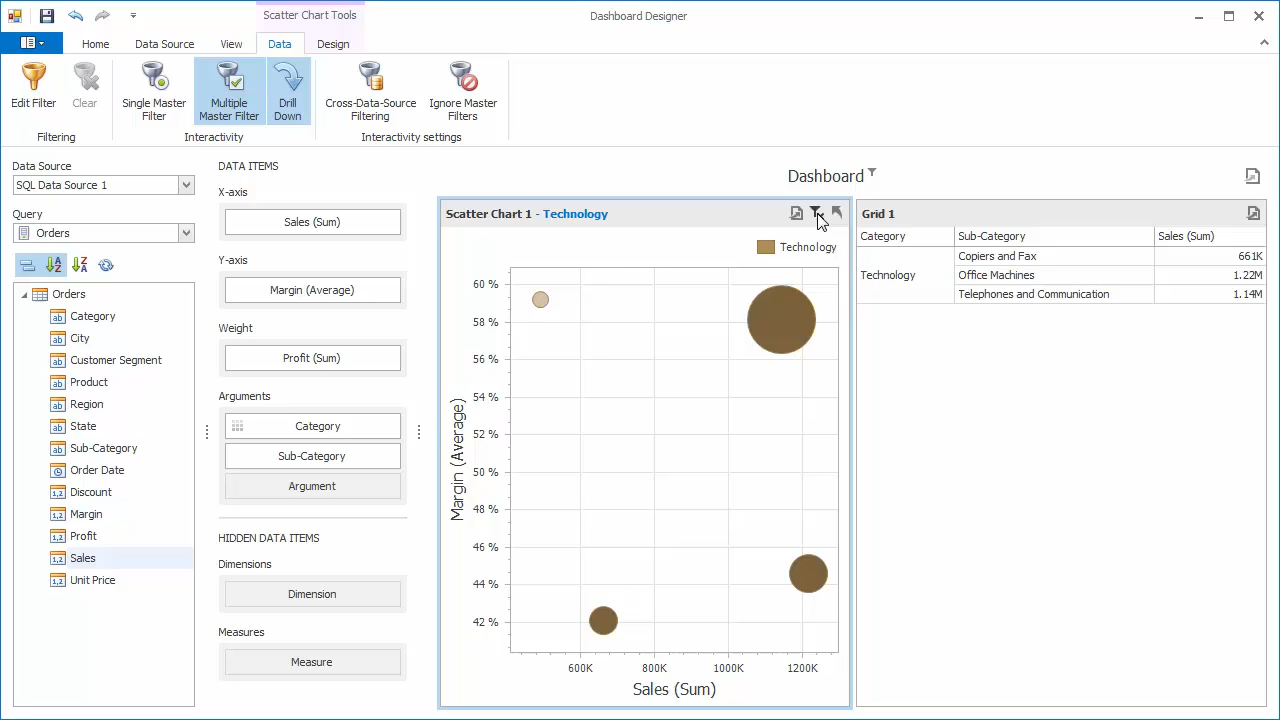 Scatter Chart Tools
Dashboard Designer
Home
Data Source
View
Data
Design
Edit Filter
Clear
Single Master
Filter
Multiple
Master Filter
Drill
Down
Cross-Data-Source
Filtering
Ignore Master
Filters
Filtering
Interactivity
Interactivity settings
Data Source
SQL Data Source 1
Query
Orders
Orders
Category
City
Customer Segment
Product
Region
State
Sub-Category
Order Date
Discount
Margin
Profit
Sales
Unit Price
DATA ITEMS
X-axis
Sales (Sum)
Y-axis
Margin (Average)
Weight
Profit (Sum)
Arguments
Category
Sub-Category
Argument
HIDDEN DATA ITEMS
Dimensions
Dimension
Measures
Measure
Dashboard
Scatter Chart 1 - Technology
Technology
60 %
58 %
56 %
54 %
52 %
50 %
48 %
46 %
44 %
42 %
Margin (Average)
600K 800K 1000K 1200K
Sales (Sum)
Grid 1
Category Sub-Category Sales (Sum)
Technology
Copiers and Fax 661K
Office Machines 1.22M
Telephones and Communication 1.14M